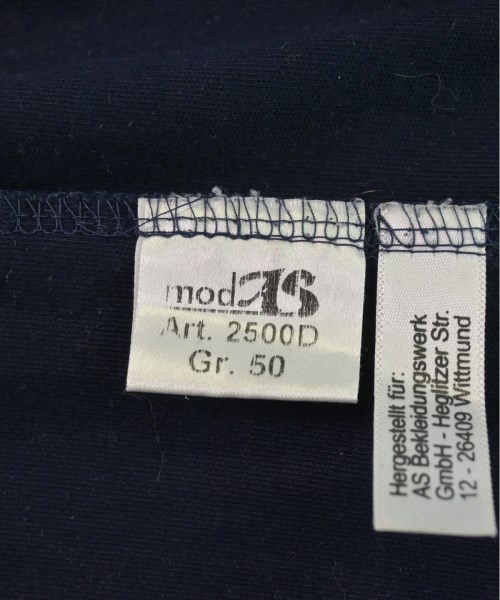 modAS
Art. 2500D
Gr. 50
Hergestellt für:
AS Bekleidungswerk
GmbH - Heglitzer Str.
12 - 26409 Wittmund